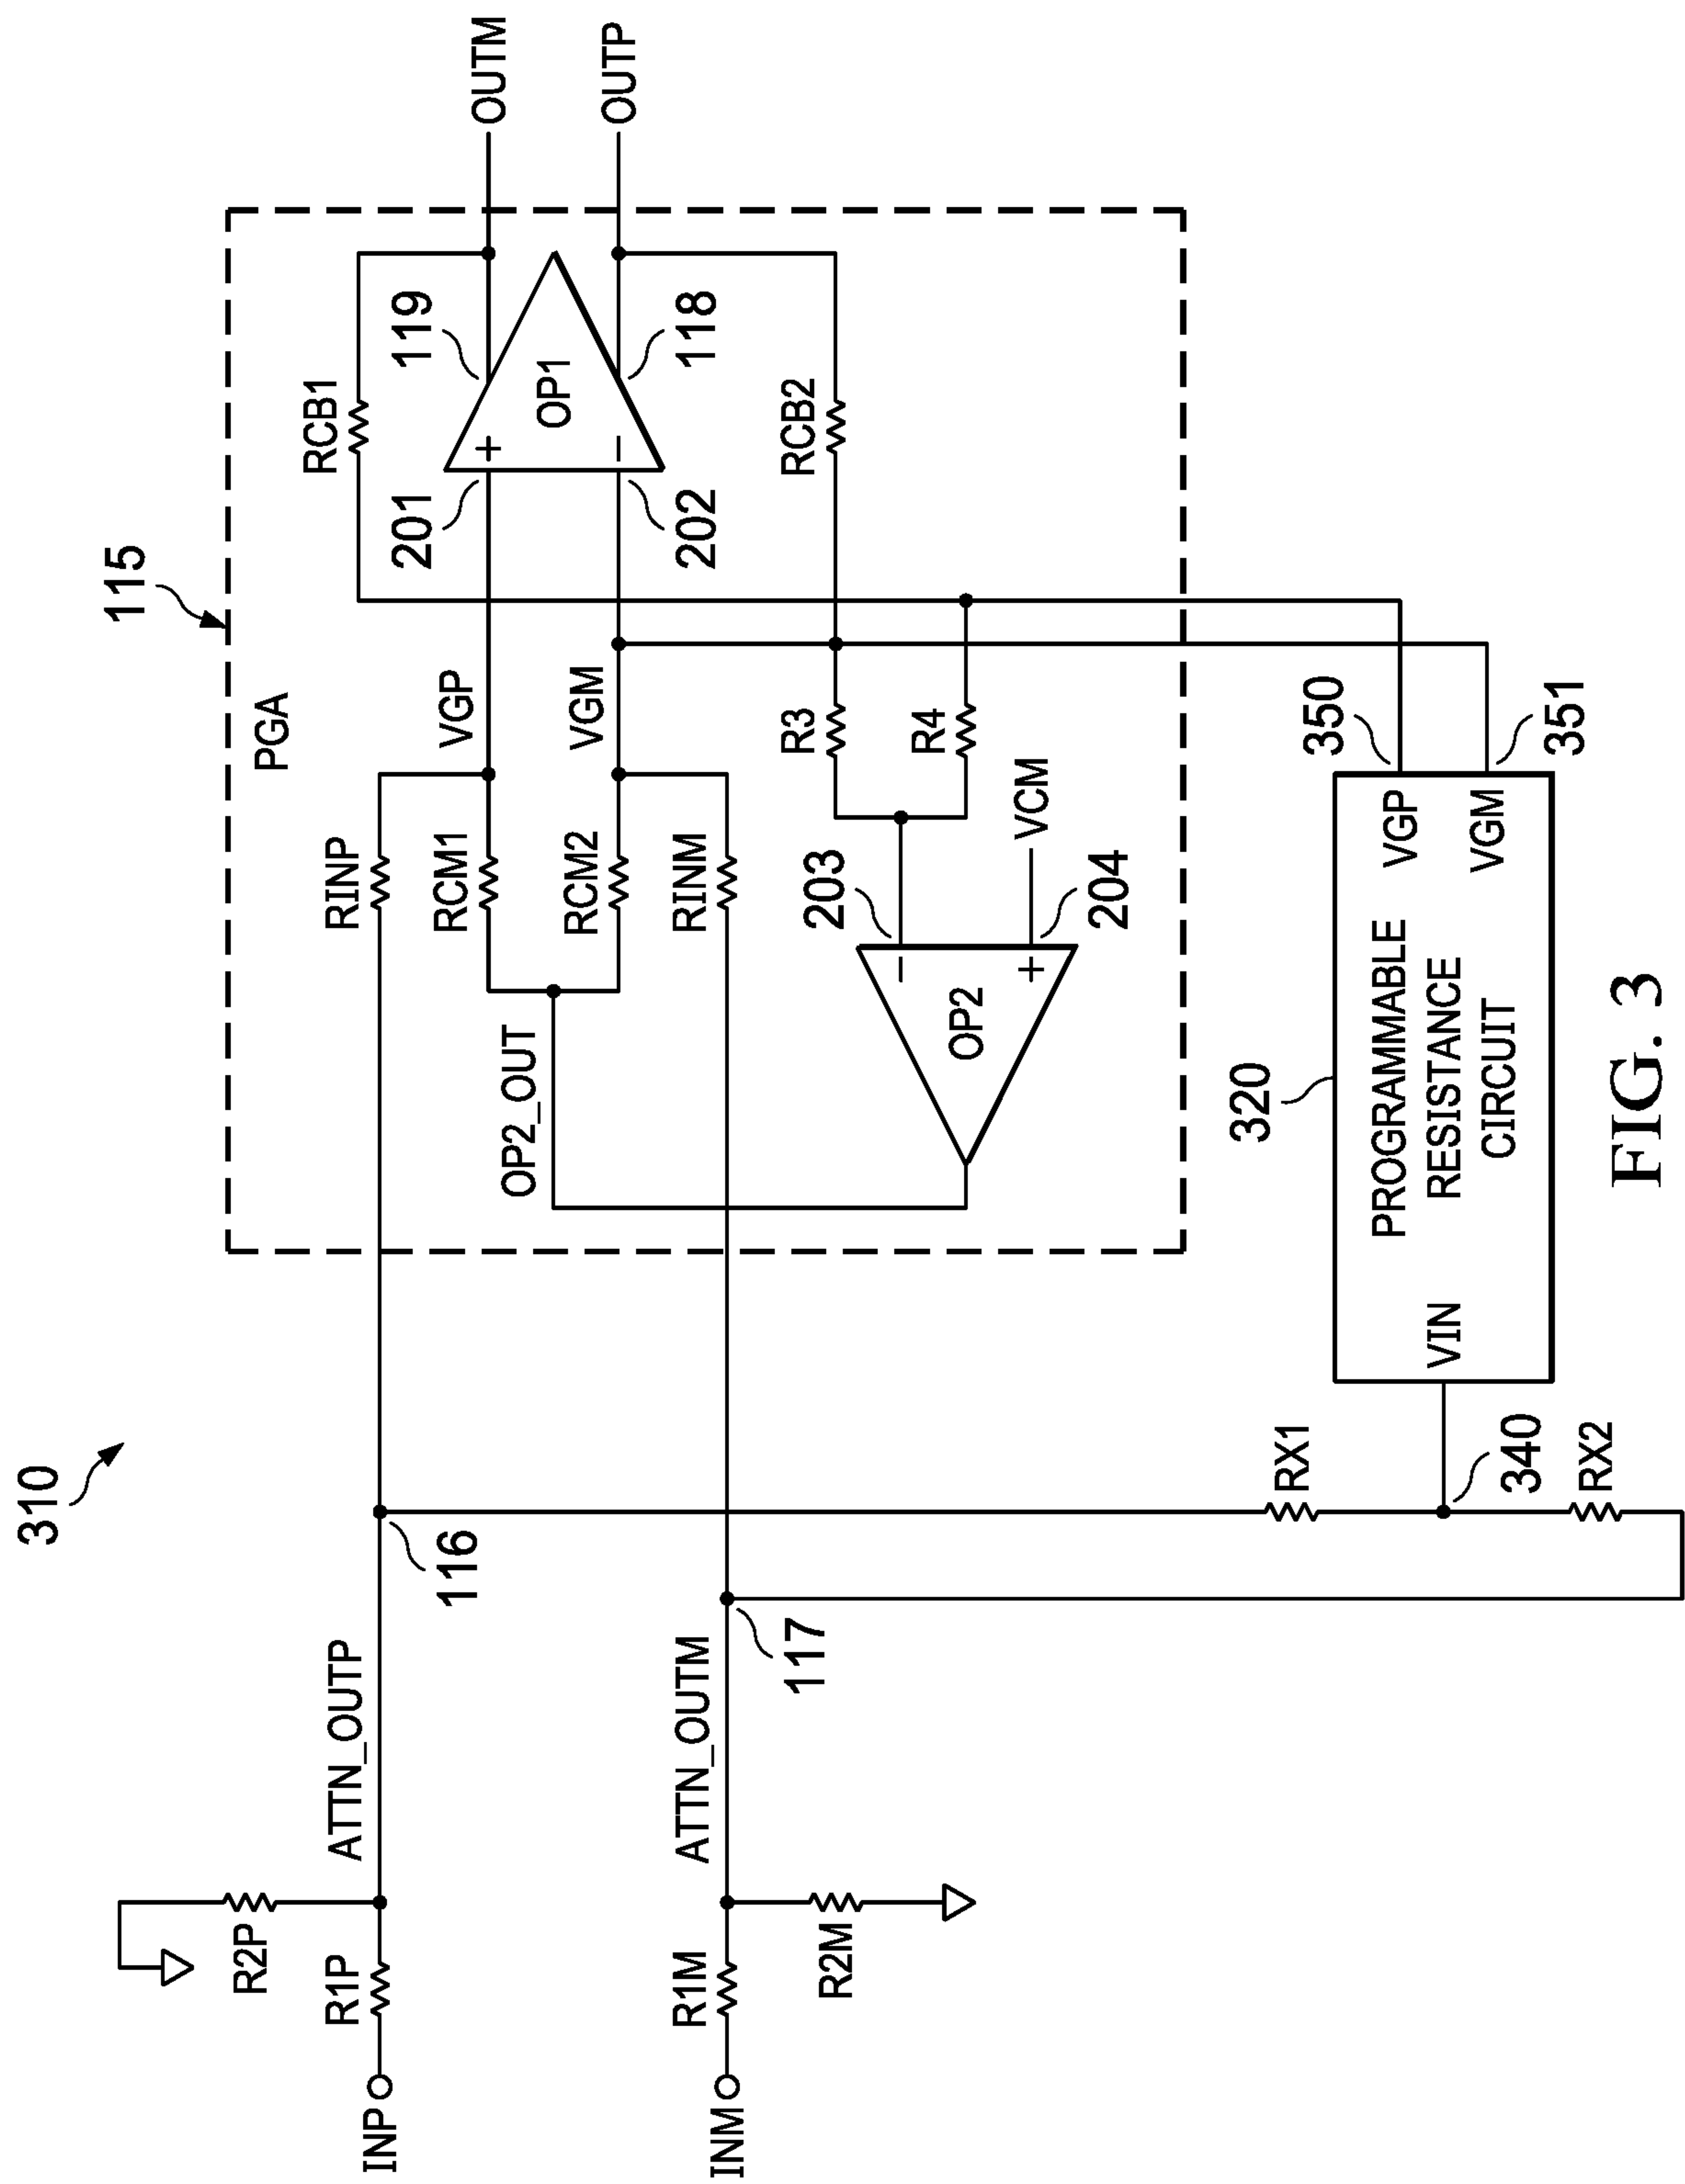 310
115
PGA
INP
R1P
R2P
ATTN_OUTP
116
RINP
RCM1
VGP
201
+
RCB1
119
OP1
OUTM
INM
R1M
R2M
ATTN_OUTM
117
OP2_OUT
RCM2
RINM
VGM
202
–
118
OUTP
RCB2
R3
R4
VCM
203
204
–
+
OP2
RX1
340
RX2
320
VIN
PROGRAMMABLE
RESISTANCE
CIRCUIT
VGP
VGM
350
351
FIG. 3